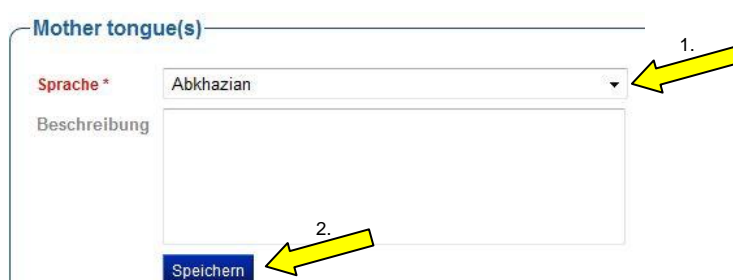 Mother tongue(s)
1.
Sprache * Abkhazian
Beschreibung
2.
Speichern